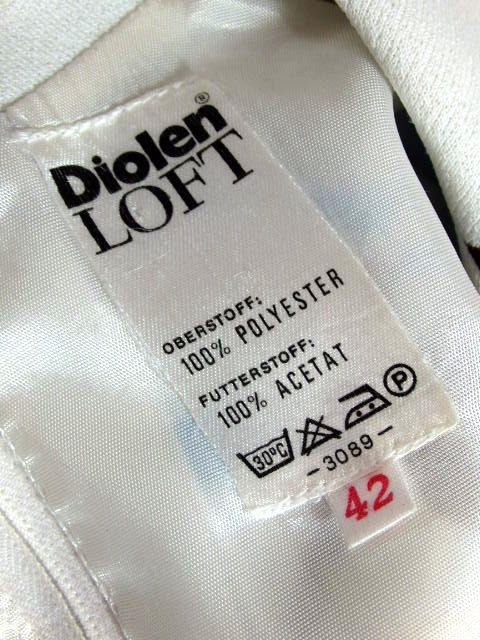 Diolen®
LOFT
OBERSTOFF:
100% POLYESTER
FUTTERSTOFF:
100% ACETAT
30°C P
-3089-
42